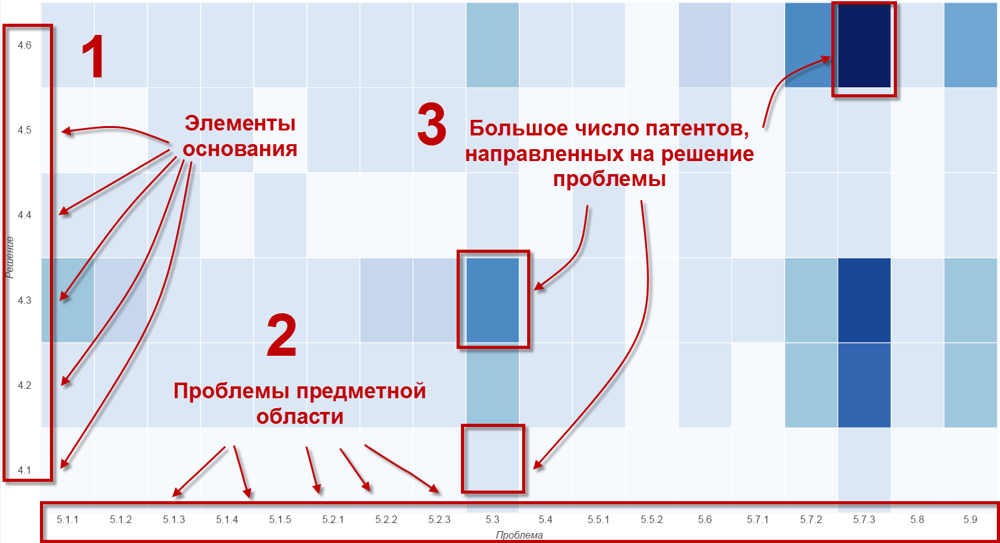 1
Элементы
основания
2
Проблемы предметной
области
3
Большое число патентов,
направленных на решение
проблемы
Решение
4.6
4.5
4.4
4.3
4.2
4.1
5.1.1 5.1.2 5.1.3 5.1.4 5.1.5 5.2.1 5.2.2 5.2.3 5.3 5.4 5.5.1 5.5.2 5.6 5.7.1 5.7.2 5.7.3 5.8 5.9
Проблема